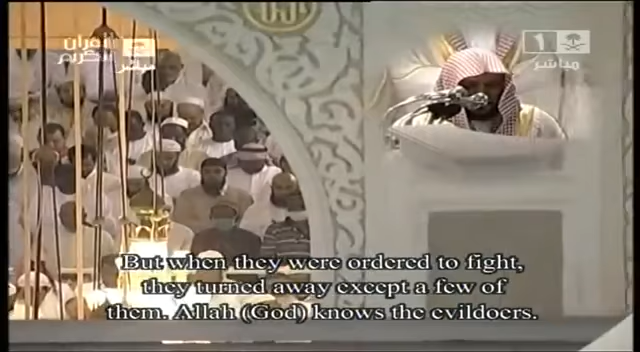 القرآن
الكريم
مباشر
1
مباشر
But when they were ordered to fight,
they turned away except a few of
them. Allah (God) knows the evildoers.